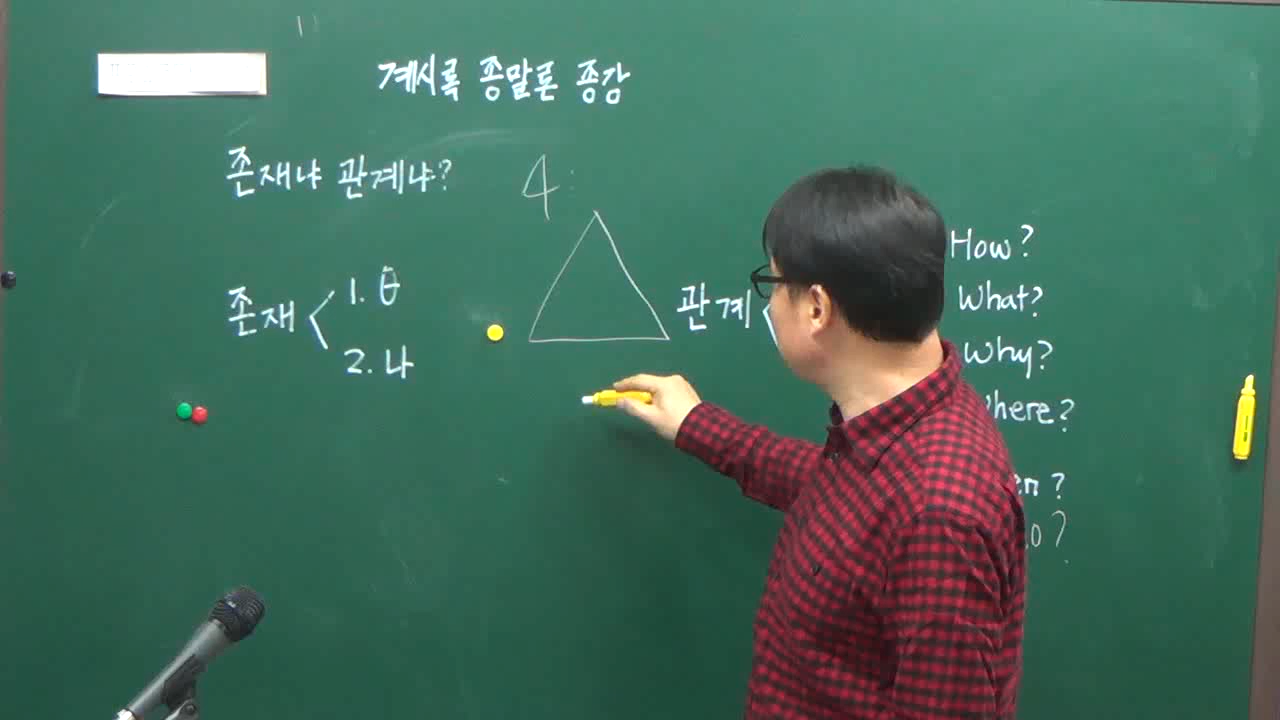 계시록 종말론 종강
존재냐 관계냐?
4:
존재
1. θ
2. 나
관계
How?
What?
Why?
here?
en?
o?